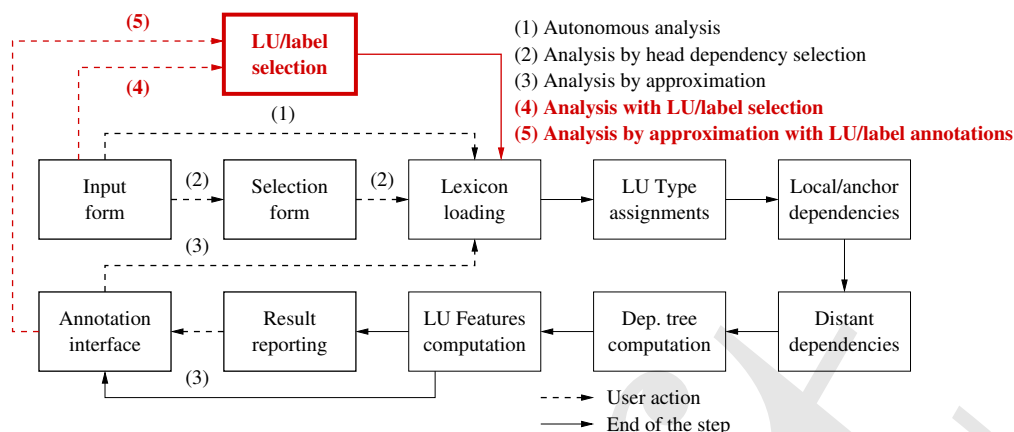 (5)
LU/label
selection
(4)
(1)
(1) Autonomous analysis
(2) Analysis by head dependency selection
(3) Analysis by approximation
(4) Analysis with LU/label selection
(5) Analysis by approximation with LU/label annotations
Input
form
(2)
Selection
form
(2)
Lexicon
loading
LU Type
assignments
Local/anchor
dependencies
(3)
Annotation
interface
Result
reporting
LU Features
computation
Dep. tree
computation
Distant
dependencies
(3)
User action
End of the step